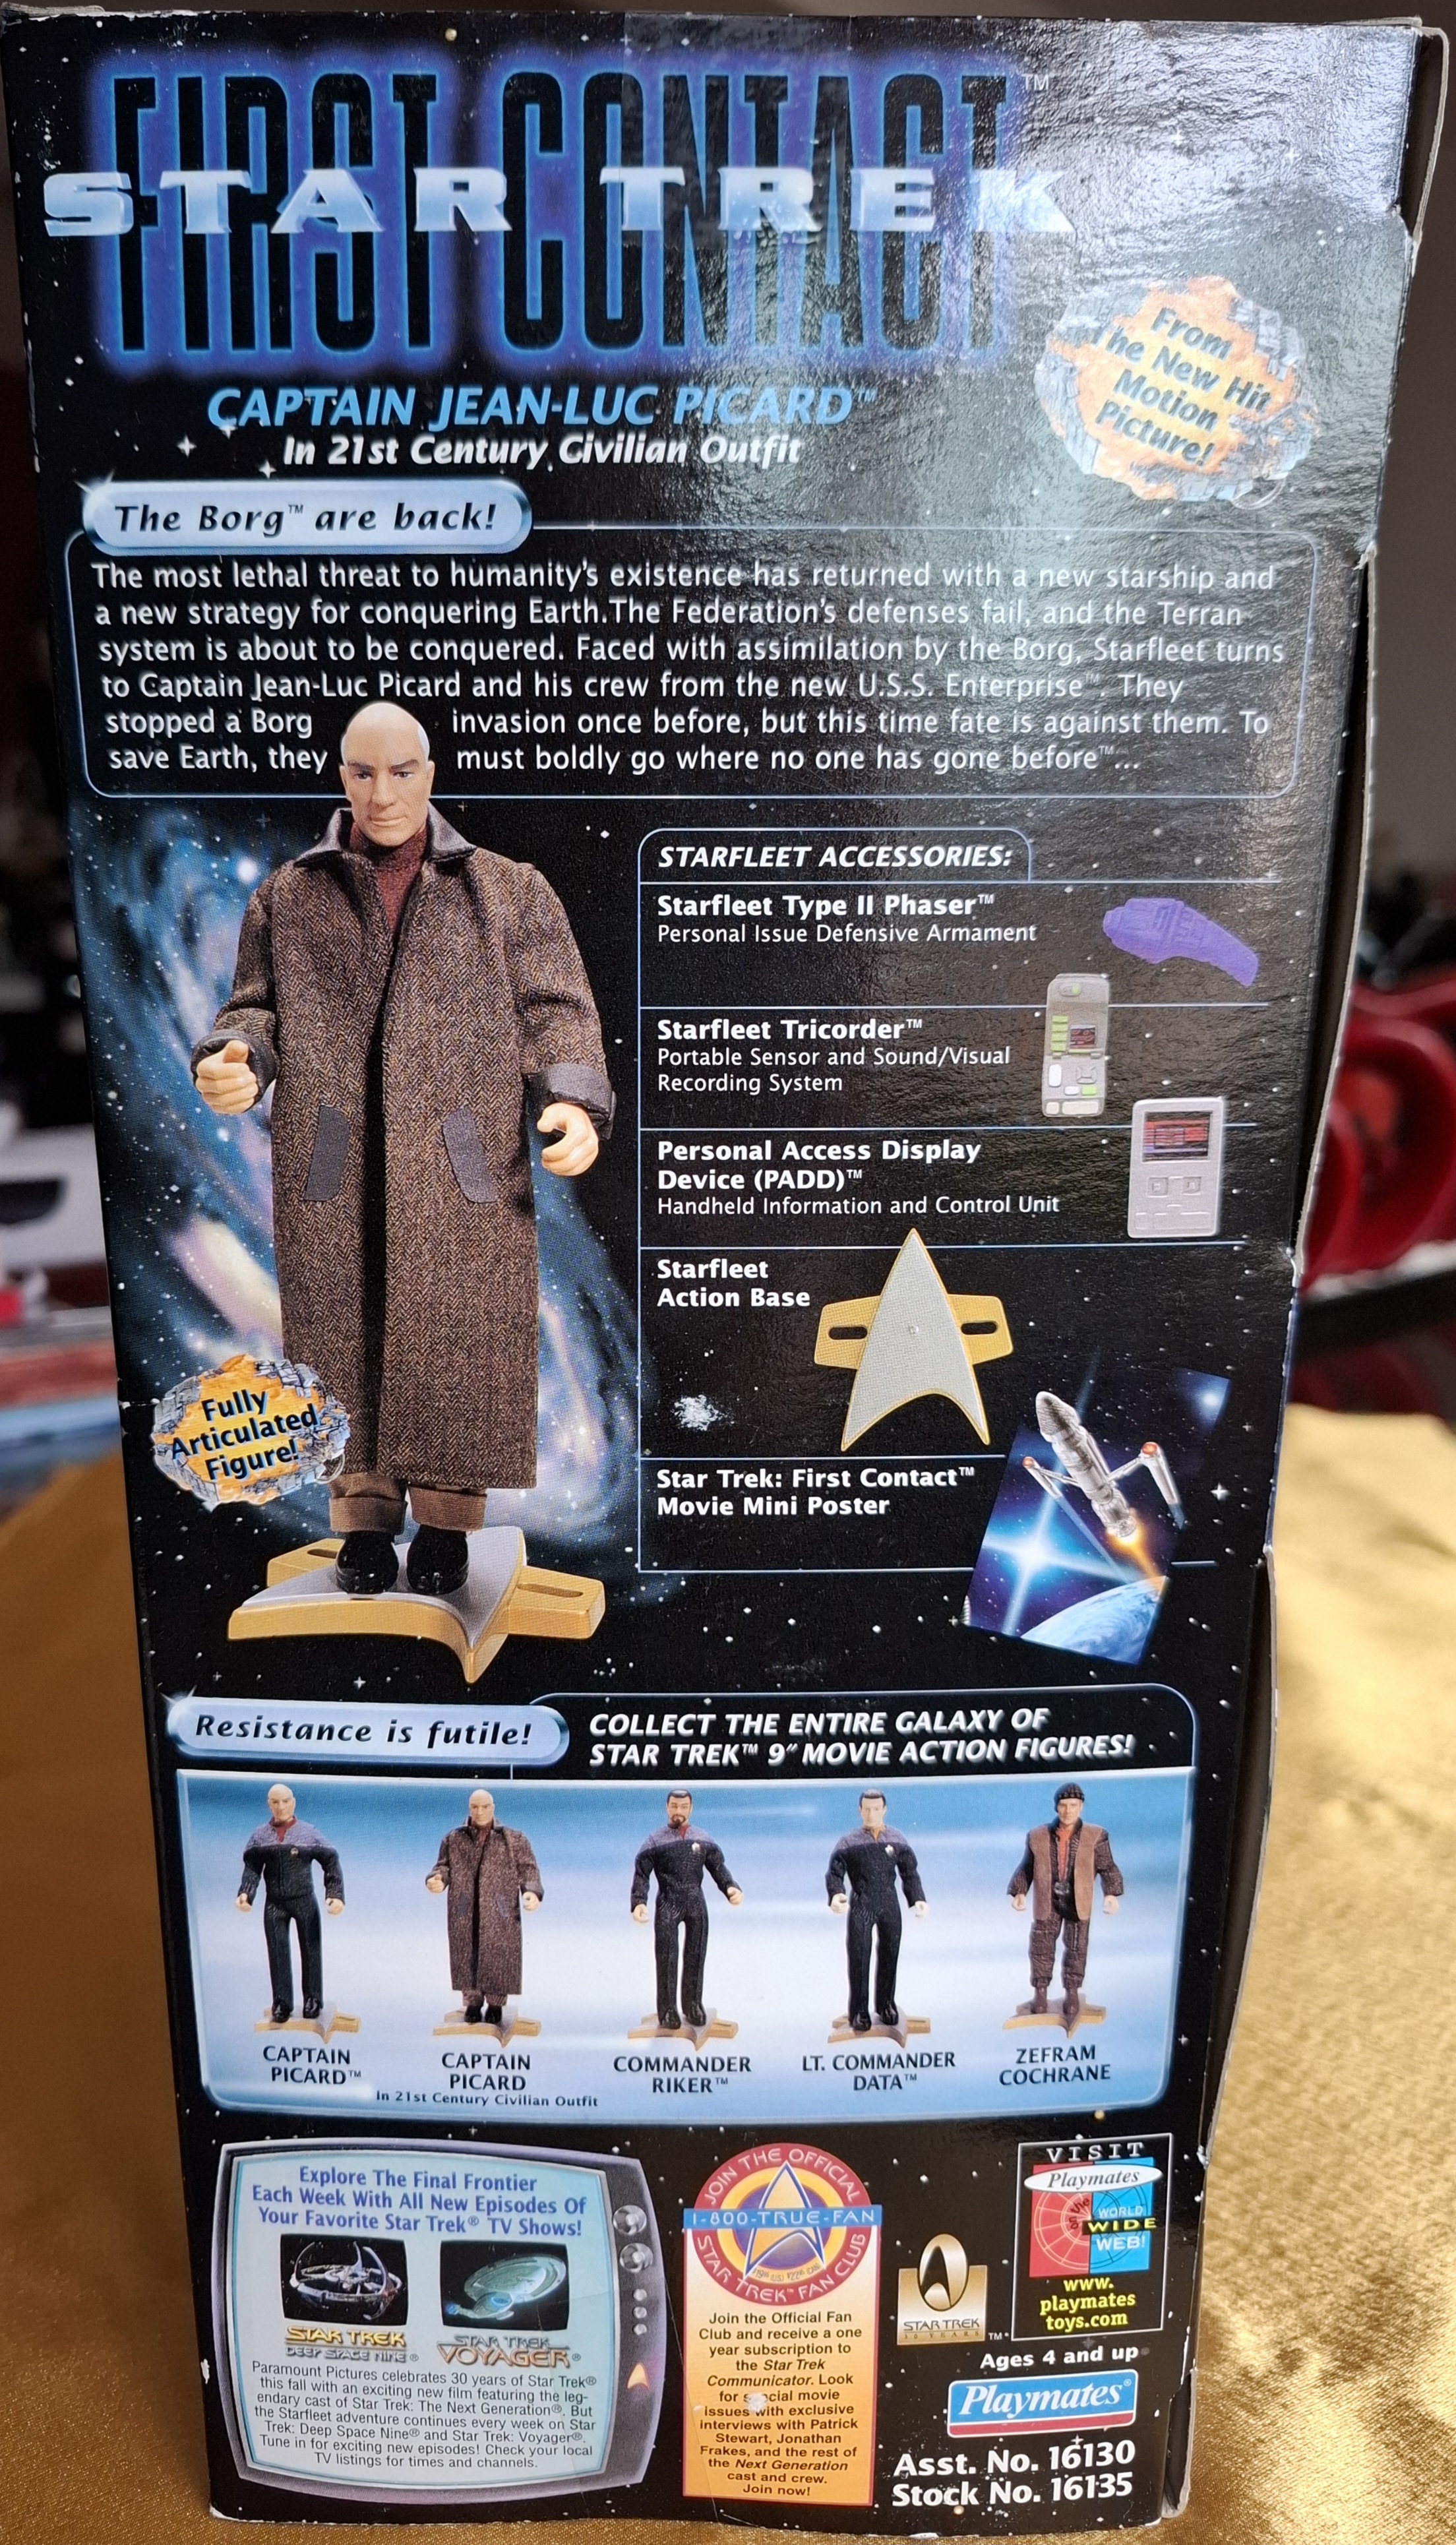 FIRST CONTACT™
STAR TREK
CAPTAIN JEAN-LUC PICARD™
In 21st Century Civilian Outfit
From
The New Hit
Motion
Picture!
The Borg™ are back!
The most lethal threat to humanity's existence has returned with a new starship and
a new strategy for conquering Earth.The Federation's defenses fail, and the Terran
system is about to be conquered. Faced with assimilation by the Borg, Starfleet turns
to Captain Jean-Luc Picard and his crew from the new U.S.S. Enterprise™. They
stopped a Borg invasion once before, but this time fate is against them. To
save Earth, they must boldly go where no one has gone before™...
STARFLEET ACCESSORIES:
Starfleet Type II Phaser™
Personal Issue Defensive Armament
Starfleet Tricorder™
Portable Sensor and Sound/Visual
Recording System
Personal Access Display
Device (PADD)™
Handheld Information and Control Unit
Starfleet
Action Base
Star Trek: First Contact™
Movie Mini Poster
Fully
Articulated
Figure!
Resistance is futile!
COLLECT THE ENTIRE GALAXY OF
STAR TREK™ 9" MOVIE ACTION FIGURES!
CAPTAIN
PICARD™
CAPTAIN
PICARD
In 21st Century Civilian Outfit
COMMANDER
RIKER™
LT. COMMANDER
DATA™
ZEFRAM
COCHRANE
Explore The Final Frontier
Each Week With All New Episodes Of
Your Favorite Star Trek® TV Shows!
STAR TREK
DEEP SPACE NINE®
STAR TREK
VOYAGER®
Paramount Pictures celebrates 30 years of Star Trek®
this fall with an exciting new film featuring the leg-
endary cast of Star Trek: The Next Generation®. But
the Starfleet adventure continues every week on Star
Trek: Deep Space Nine® and Star Trek: Voyager®.
Tune in for exciting new episodes! Check your local
TV listings for times and channels.
JOIN THE OFFICIAL
1-800-TRUE-FAN
STAR TREK™ FAN CLUB
Join the Official Fan
Club and receive a one
year subscription to
the Star Trek
Communicator. Look
for movie
issues with exclusive
interviews with Patrick
Stewart, Jonathan
Frakes, and the rest of
the Next Generation
cast and crew.
Join now!
STAR TREK
30 YEARS
TM
VISIT
Playmates
on the
WORLD
WIDE
WEB!
www.
playmates
toys.com
Ages 4 and up
Playmates®
Asst. No. 16130
Stock No. 16135